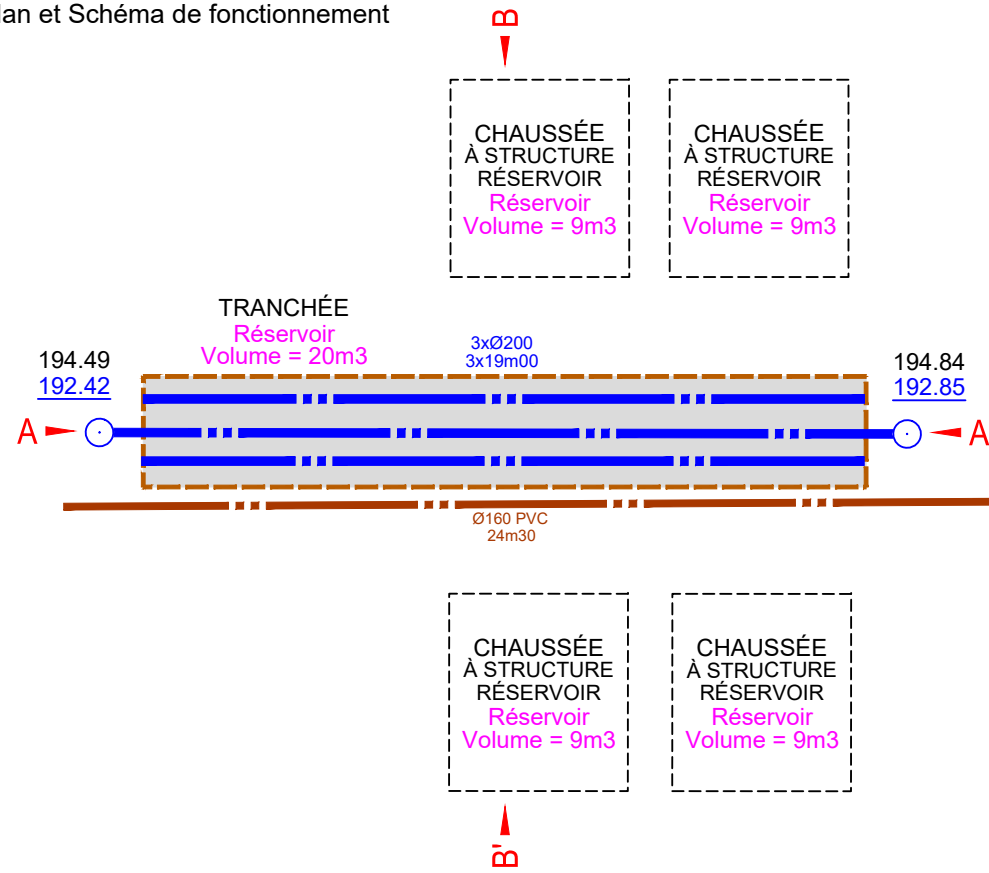 lan et Schéma de fonctionnement
B
CHAUSSÉE
À STRUCTURE
RÉSERVOIR
Réservoir
Volume = 9m3
CHAUSSÉE
À STRUCTURE
RÉSERVOIR
Réservoir
Volume = 9m3
TRANCHÉE
Réservoir
Volume = 20m3
3xØ200
3x19m00
194.49
192.42
194.84
192.85
A
A
Ø160 PVC
24m30
CHAUSSÉE
À STRUCTURE
RÉSERVOIR
Réservoir
Volume = 9m3
CHAUSSÉE
À STRUCTURE
RÉSERVOIR
Réservoir
Volume = 9m3
B'